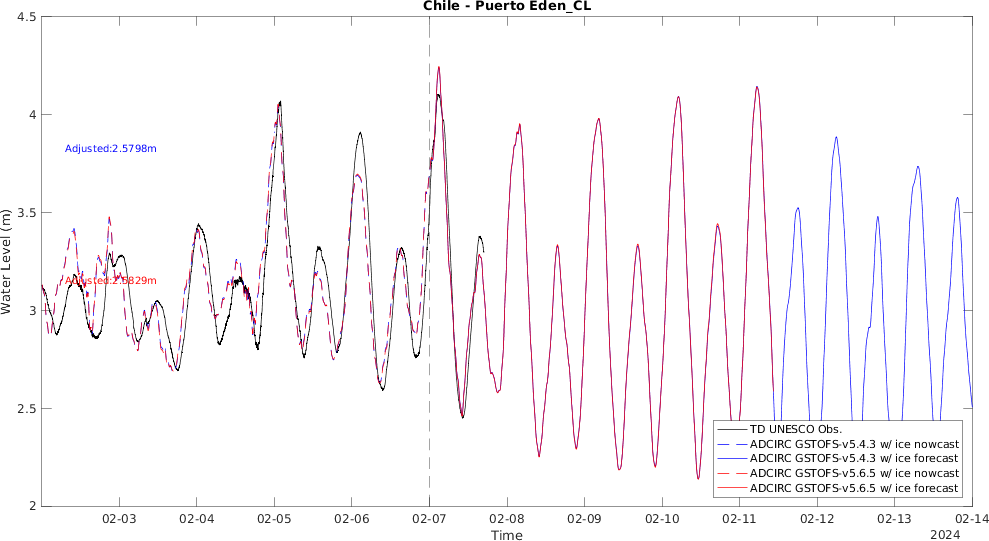 Chile - Puerto Eden_CL
4.5
4
3.5
3
2.5
2
Water Level (m)
Adjusted:2.5798m
Adjusted:2.5829m
TD UNESCO Obs.
ADCIRC GSTOFS-v5.4.3 w/ ice nowcast
ADCIRC GSTOFS-v5.4.3 w/ ice forecast
ADCIRC GSTOFS-v5.6.5 w/ ice nowcast
ADCIRC GSTOFS-v5.6.5 w/ ice forecast
02-03 02-04 02-05 02-06 02-07 02-08 02-09 02-10 02-11 02-12 02-13 02-14
Time
2024